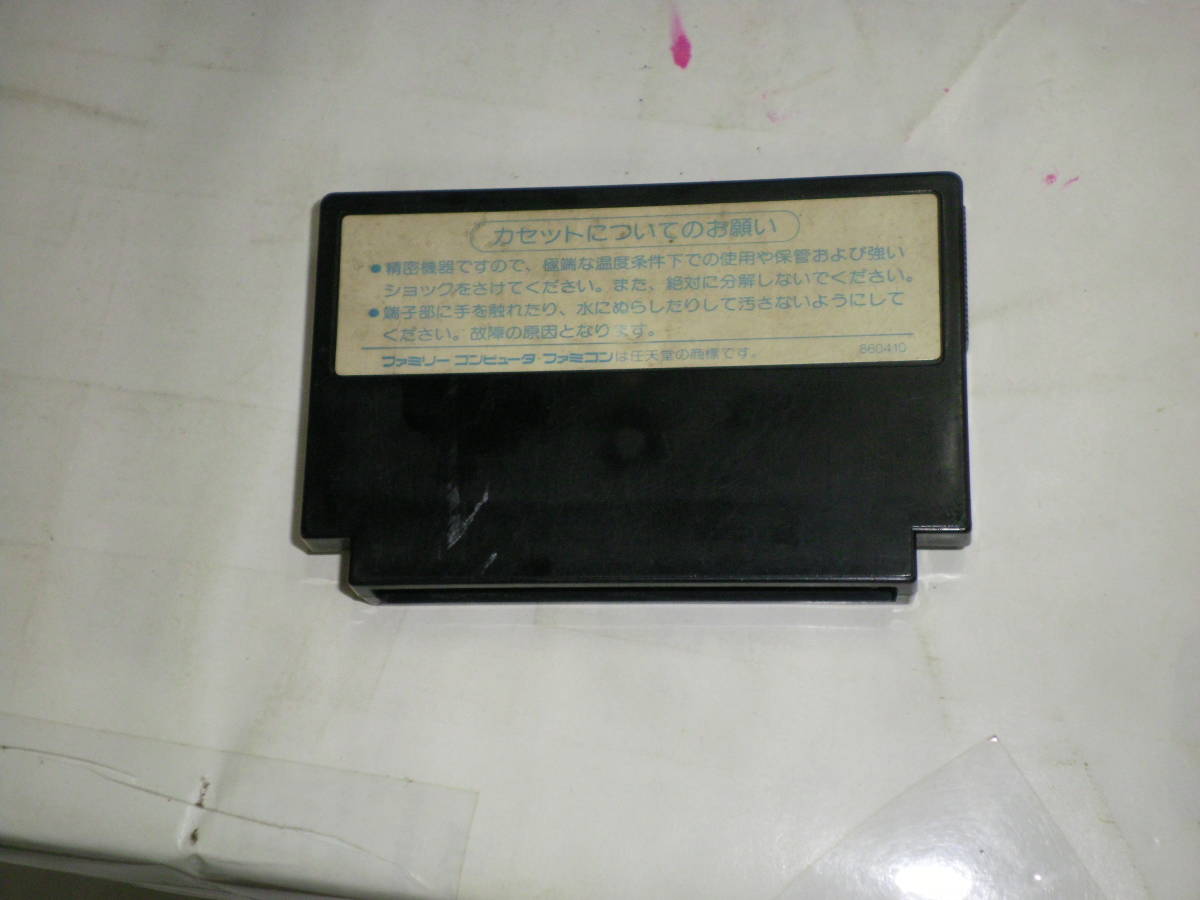 カセットについてのお願い
●精密機器ですので、極端な温度条件下での使用や保管および強い
ショックをさけてください。また、絶対に分解しないでください。
●端子部に手を触れたり、水にぬらしたりして汚さないようにして
ください。故障の原因となります。
ファミリーコンピュータ・ファミコンは任天堂の商標です。 860410